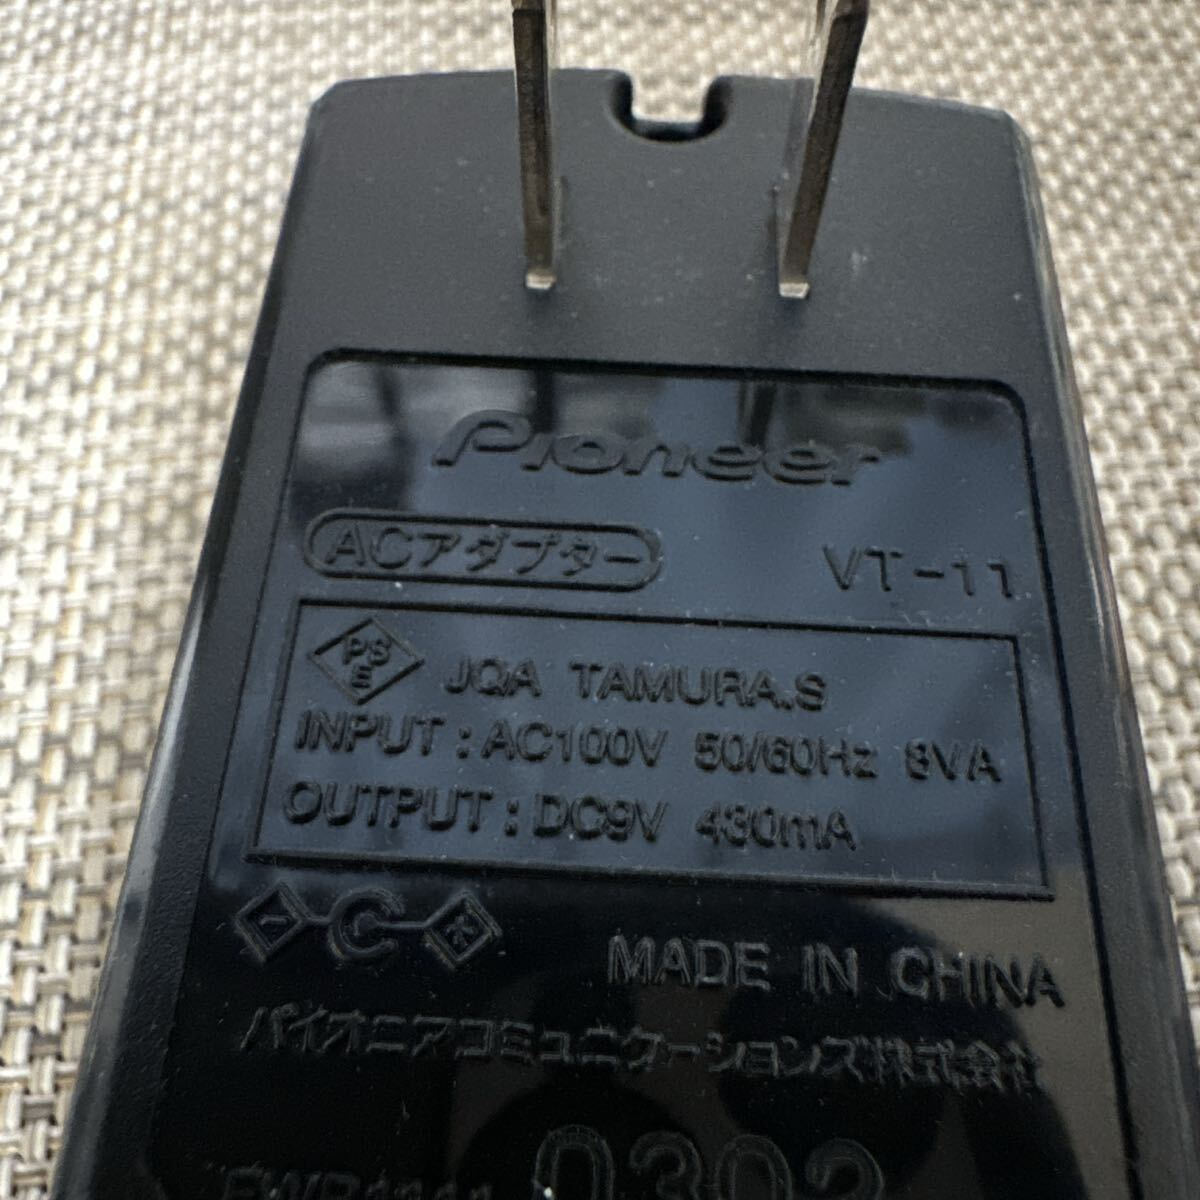 Pioneer
ACアダプター VT-11
PS
E
JQA TAMURA.S
INPUT : AC100V 50/60Hz 8VA
OUTPUT : DC9V 430mA
MADE IN CHINA
パイオニアコミュニケーションズ株式会社
0302